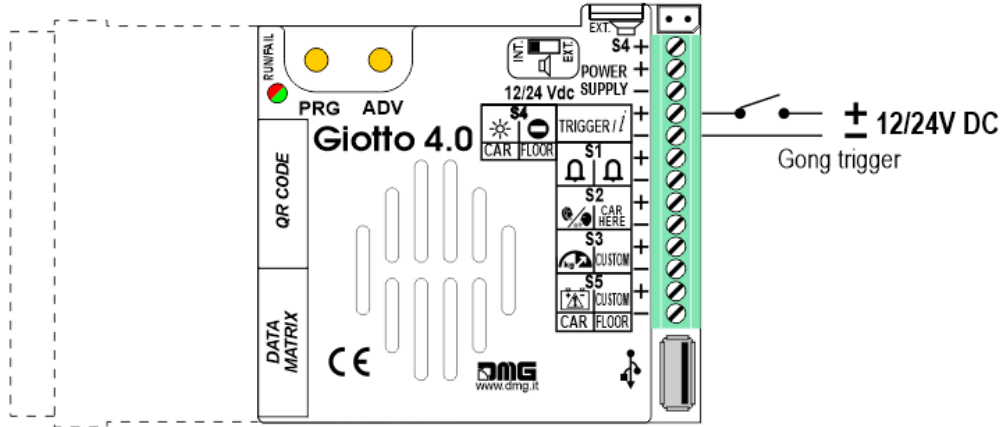 EXT.
RUN/FAIL
INT.
EXT.
S4 +
POWER +
SUPPLY −
12/24 Vdc
PRG ADV
Giotto 4.0
S4
CAR FLOOR
TRIGGER / i
+
−
± 12/24V DC
Gong trigger
S1
+
−
S2
CAR
HERE
+
−
S3
kg
CUSTOM
+
−
S5
CUSTOM
+
−
CAR FLOOR
QR CODE
DATA
MATRIX
CE
DMG
www.dmg.it